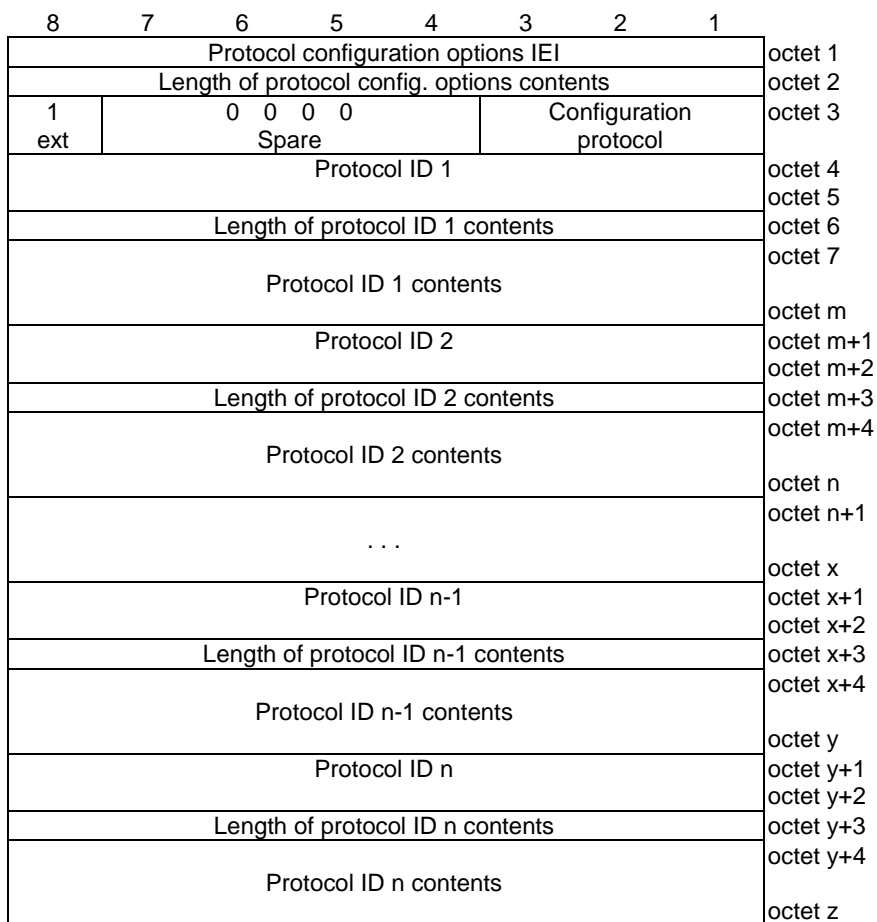 8 7 6 5 4 3 2 1
Protocol configuration options IEI octet 1
Length of protocol config. options contents octet 2
1 0 0 0 0 Configuration octet 3
ext Spare protocol
Protocol ID 1 octet 4
octet 5
Length of protocol ID 1 contents octet 6
octet 7
Protocol ID 1 contents
octet m
Protocol ID 2 octet m+1
octet m+2
Length of protocol ID 2 contents octet m+3
octet m+4
Protocol ID 2 contents
octet n
octet n+1
. . .
octet x
Protocol ID n-1 octet x+1
octet x+2
Length of protocol ID n-1 contents octet x+3
octet x+4
Protocol ID n-1 contents
octet y
Protocol ID n octet y+1
octet y+2
Length of protocol ID n contents octet y+3
octet y+4
Protocol ID n contents
octet z